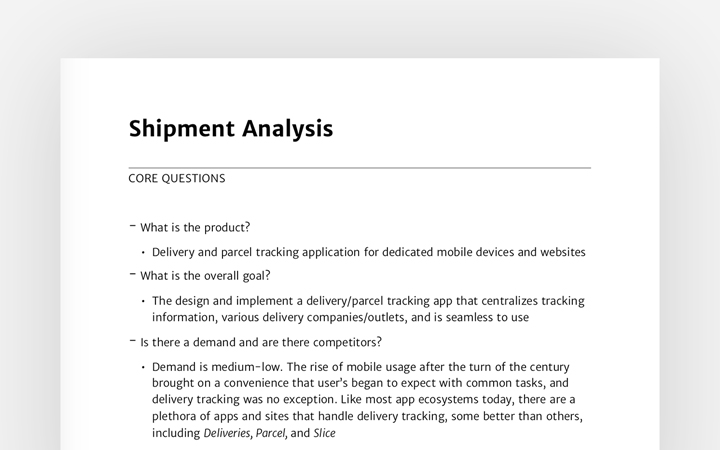 Shipment Analysis
CORE QUESTIONS
– What is the product?
• Delivery and parcel tracking application for dedicated mobile devices and websites
– What is the overall goal?
• The design and implement a delivery/parcel tracking app that centralizes tracking
information, various delivery companies/outlets, and is seamless to use
– Is there a demand and are there competitors?
• Demand is medium-low. The rise of mobile usage after the turn of the century
brought on a convenience that user's began to expect with common tasks, and
delivery tracking was no exception. Like most app ecosystems today, there are a
plethora of apps and sites that handle delivery tracking, some better than others,
including Deliveries, Parcel, and Slice